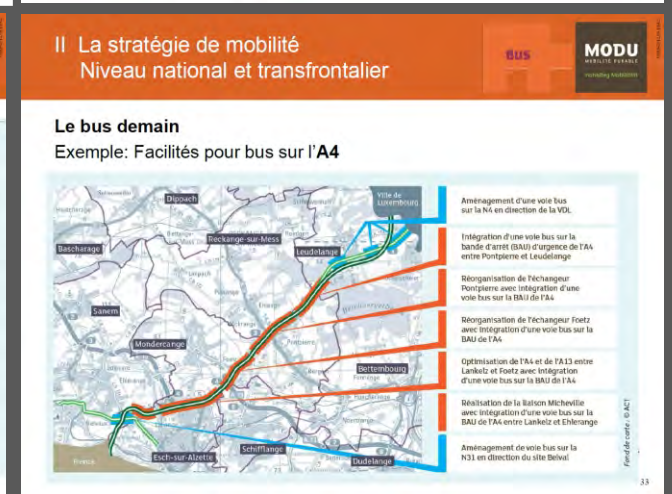 II La stratégie de mobilité
Niveau national et transfrontalier
BUS
MODU
MOBILITÉ DURABLE
Le bus demain
Exemple: Facilités pour bus sur l'A4
Ville de
Luxembourg
Dippach
Reckange-sur-Mess
Leudelange
Bascharage
Sanem
Mondercange
Pontpierre
Bettembourg
Schifflange
Esch-sur-Alzette
Dudelange
Aménagement d'une voie bus
sur la N4 en direction de la VDL
Intégration d'une voie bus sur la
bande d'arrêt (BAU) d'urgence de l'A4
entre Pontpierre et Leudelange
Réorganisation de l'échangeur
Pontpierre avec intégration d'une
voie bus sur la BAU de l'A4
Réorganisation de l'échangeur Foetz
avec intégration d'une voie bus sur la
BAU de l'A4
Optimisation de l'A4 et de l'A13 entre
Lankelz et Foetz avec intégration
d'une voie bus sur la BAU de l'A4
Réalisation de la liaison Micheville
avec intégration d'une voie bus sur la
BAU de l'A4 entre Lankelz et Ehlerange
Aménagement de voie bus sur la
N31 en direction du site Belval
Fond de carte : © ACT
33